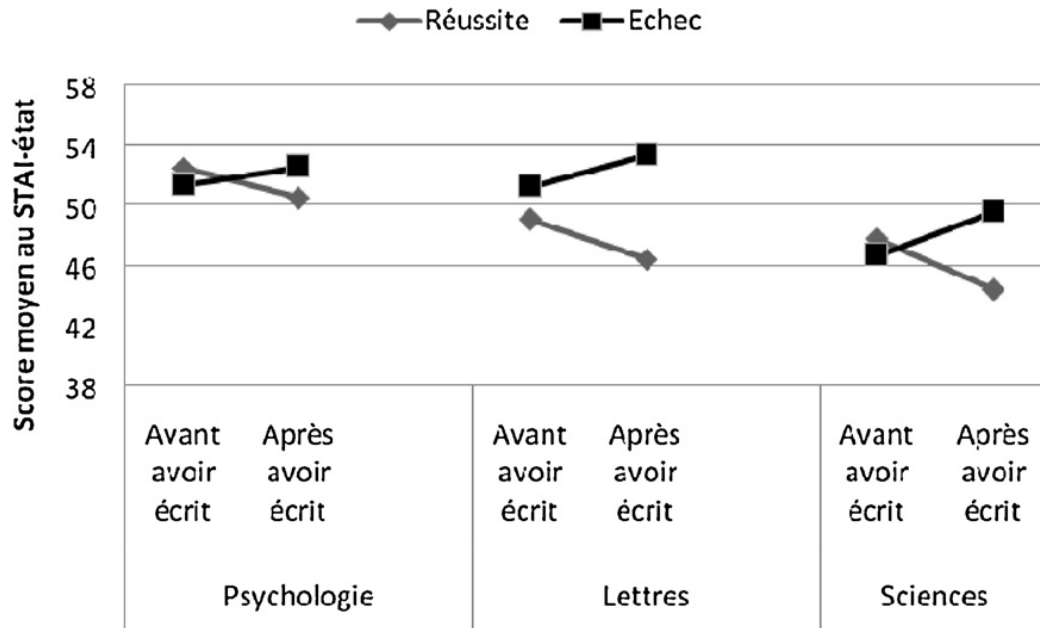 Réussite Echec
Score moyen au STAI-état
58
54
50
46
42
38
Avant avoir écrit
Après avoir écrit
Avant avoir écrit
Après avoir écrit
Avant avoir écrit
Après avoir écrit
Psychologie Lettres Sciences